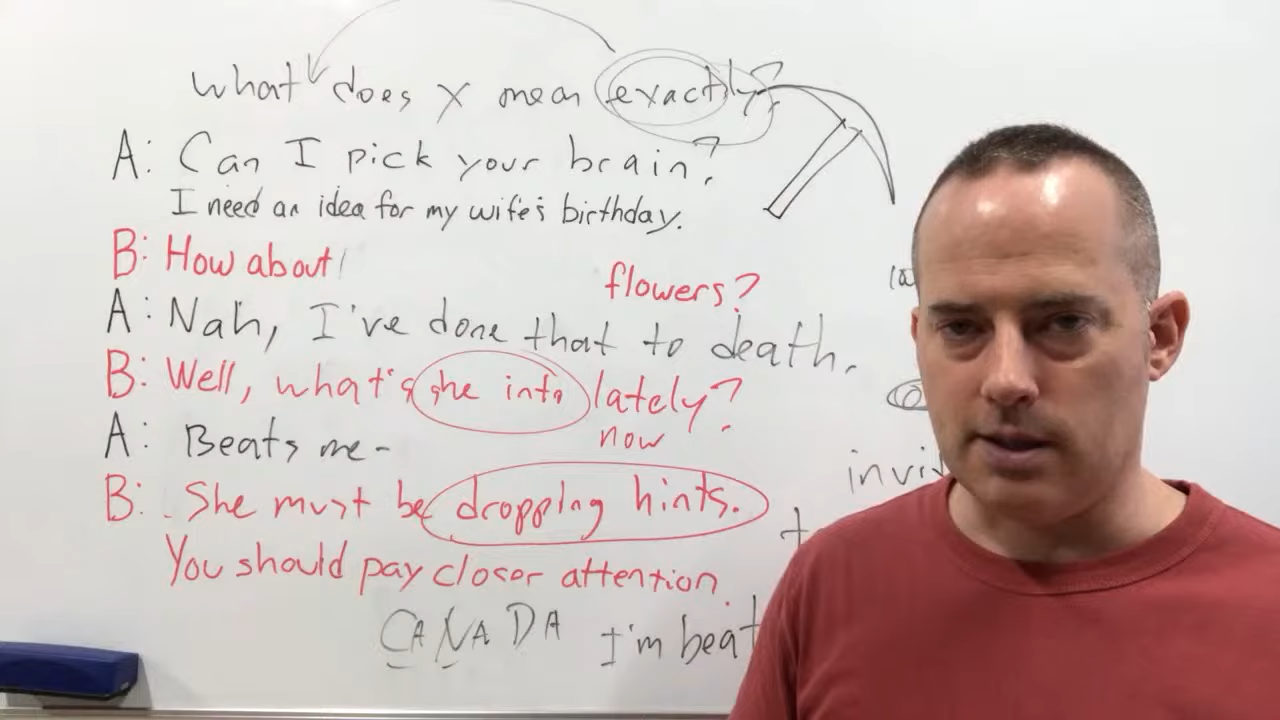 what does x mean exactly?
A: Can I pick your brain?
I need an idea for my wife's birthday.
B: How about
flowers?
A: Nah, I've done that to death.
B: Well, what's she into lately?
now
A: Beats me-
B: She must be dropping hints.
You should pay closer attention.
CANADA I'm beat